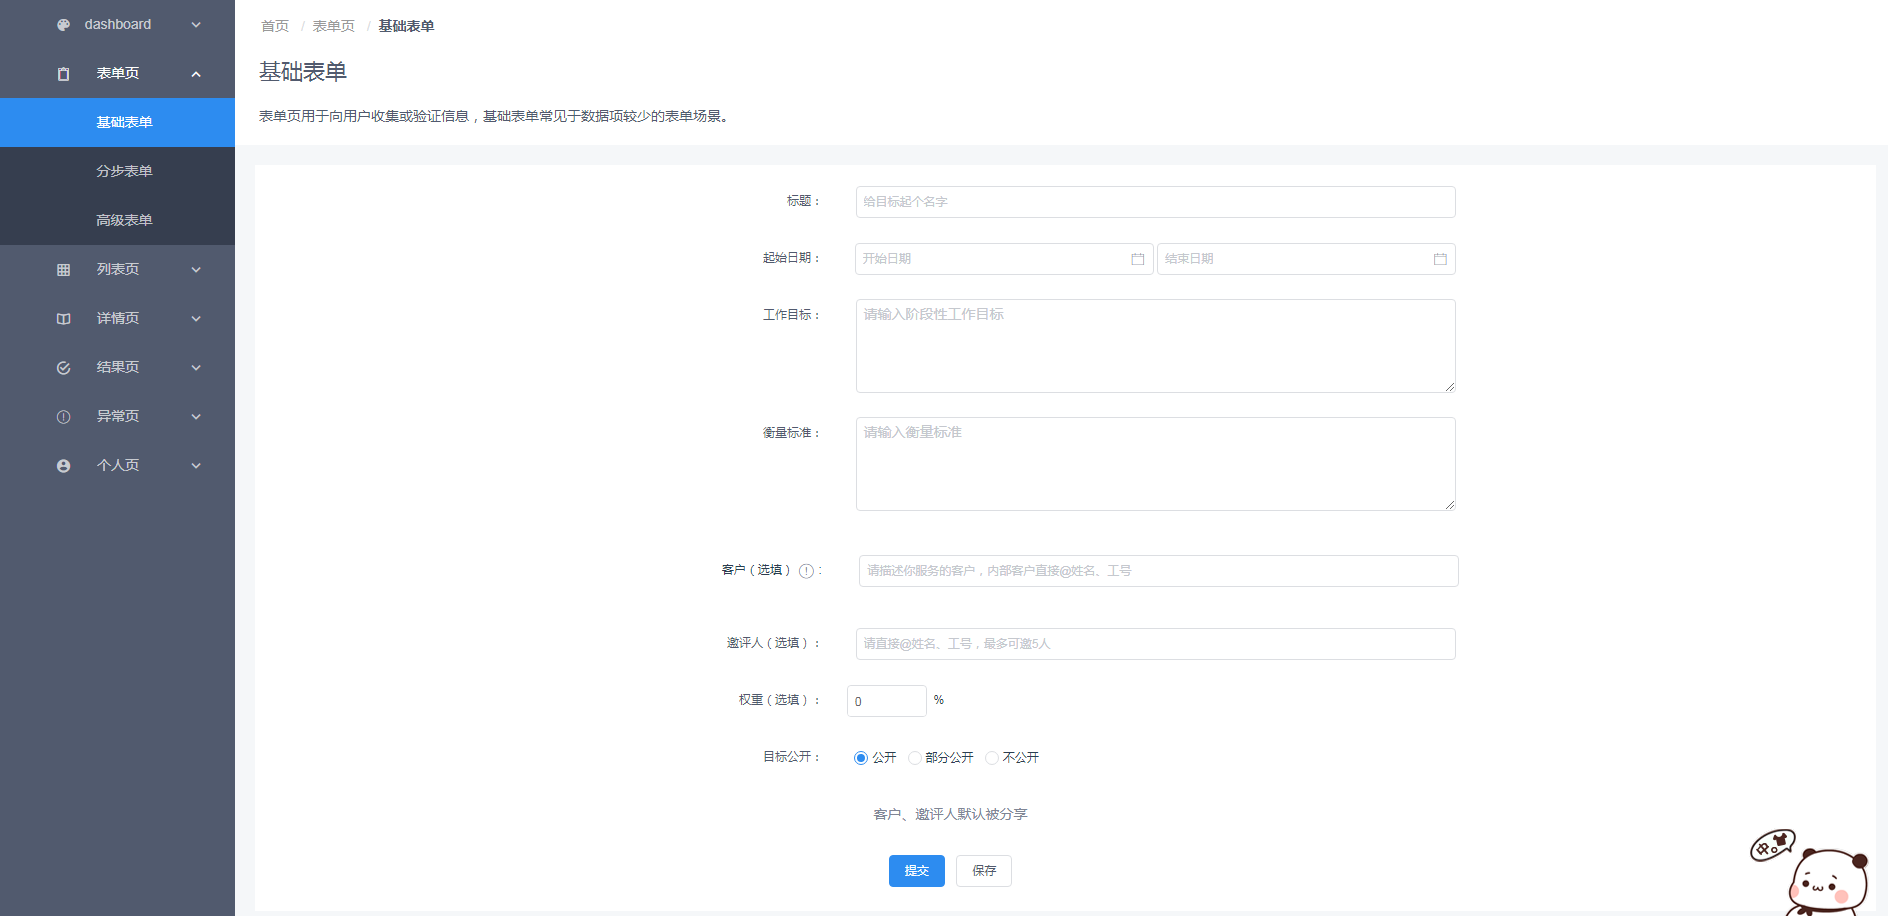 dashboard
表单页
基础表单
分步表单
高级表单
列表页
详情页
结果页
异常页
个人页
首页 / 表单页 / 基础表单
基础表单
表单页用于向用户收集或验证信息，基础表单常见于数据项较少的表单场景。
标题： 给目标起个名字
起始日期： 开始日期 结束日期
工作目标： 请输入阶段性工作目标
衡量标准： 请输入衡量标准
客户（选填） : 请描述你服务的客户，内部客户直接@姓名、工号
邀评人（选填）： 请直接@姓名、工号，最多可邀5人
权重（选填）： 0 %
目标公开： 公开 部分公开 不公开
客户、邀评人默认被分享
提交 保存
中